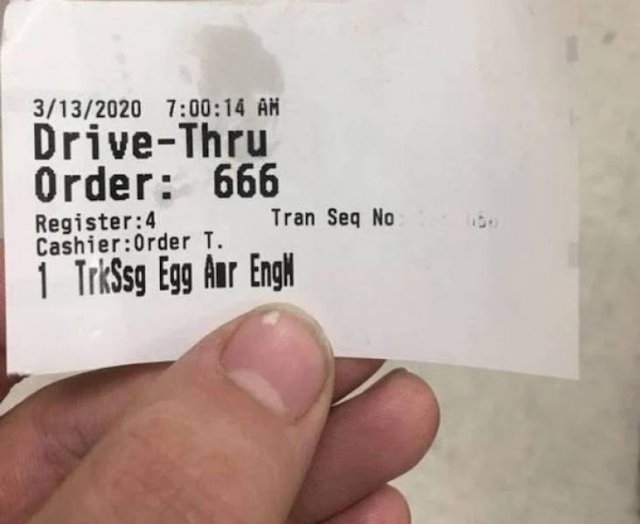 3/13/2020 7:00:14 AM
Drive-Thru
Order: 666
Register:4 Tran Seq No
Cashier:Order T.
1 TrkSsg Egg Amr EngM